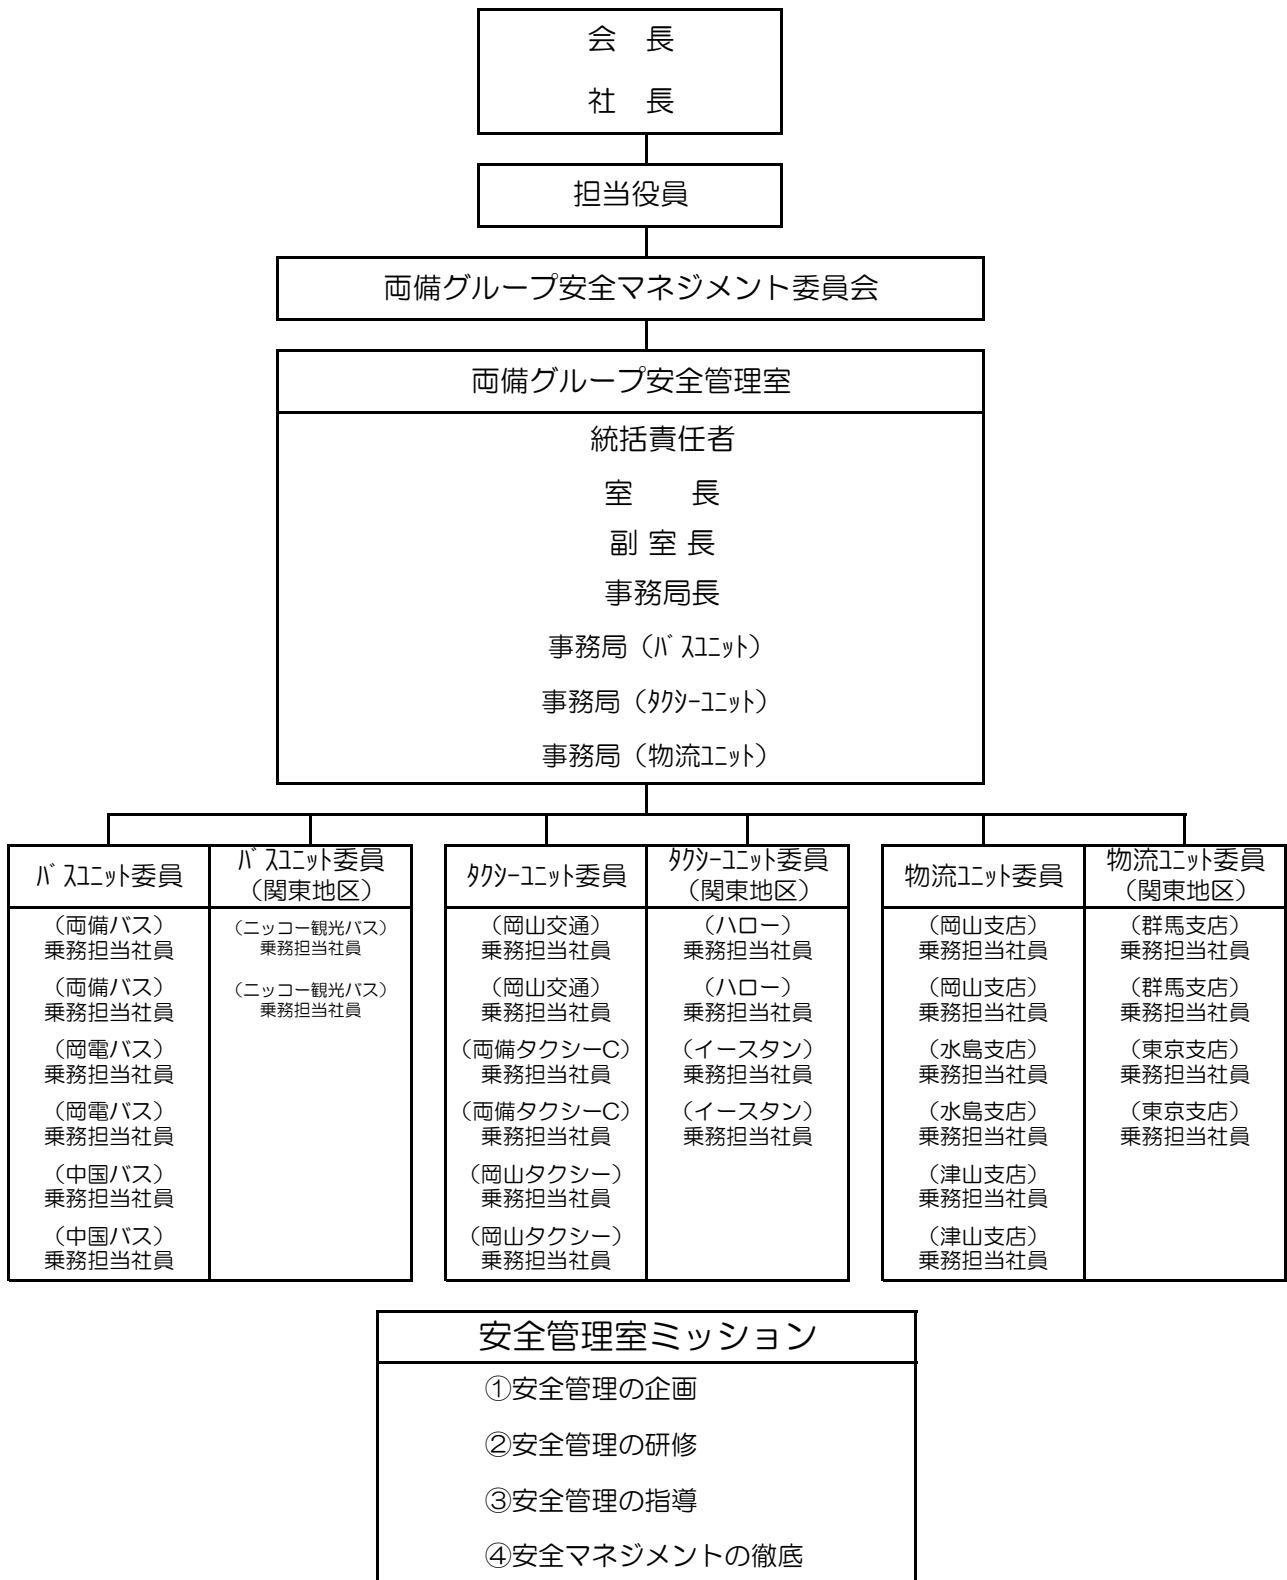 会　長
社　長
担当役員
両備グループ安全マネジメント委員会
両備グループ安全管理室
統括責任者
室　　長
副 室 長
事務局長
事務局（ﾊﾞｽﾕﾆｯﾄ）
事務局（ﾀｸｼｰﾕﾆｯﾄ）
事務局（物流ﾕﾆｯﾄ）
ﾊﾞｽﾕﾆｯﾄ委員
（両備バス）
乗務担当社員
（両備バス）
乗務担当社員
（岡電バス）
乗務担当社員
（岡電バス）
乗務担当社員
（中国バス）
乗務担当社員
（中国バス）
乗務担当社員
ﾊﾞｽﾕﾆｯﾄ委員
（関東地区）
（ニッコー観光バス）
乗務担当社員
（ニッコー観光バス）
乗務担当社員
ﾀｸｼｰﾕﾆｯﾄ委員
（岡山交通）
乗務担当社員
（岡山交通）
乗務担当社員
（両備タクシーC）
乗務担当社員
（両備タクシーC）
乗務担当社員
（岡山タクシー）
乗務担当社員
（岡山タクシー）
乗務担当社員
ﾀｸｼｰﾕﾆｯﾄ委員
（関東地区）
（ハロー）
乗務担当社員
（ハロー）
乗務担当社員
（イースタン）
乗務担当社員
（イースタン）
乗務担当社員
物流ﾕﾆｯﾄ委員
（岡山支店）
乗務担当社員
（岡山支店）
乗務担当社員
（水島支店）
乗務担当社員
（水島支店）
乗務担当社員
（津山支店）
乗務担当社員
（津山支店）
乗務担当社員
物流ﾕﾆｯﾄ委員
（関東地区）
（群馬支店）
乗務担当社員
（群馬支店）
乗務担当社員
（東京支店）
乗務担当社員
（東京支店）
乗務担当社員
安全管理室ミッション
①安全管理の企画
②安全管理の研修
③安全管理の指導
④安全マネジメントの徹底